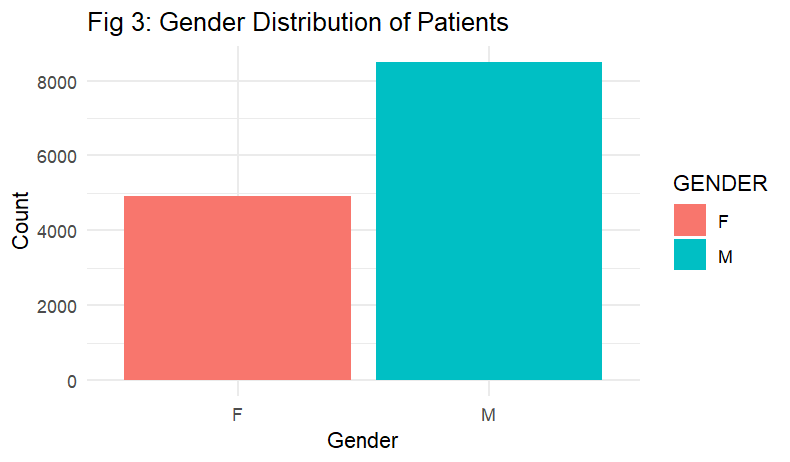 Fig 3: Gender Distribution of Patients
8000
6000
4000
2000
0
Count
F
M
Gender
GENDER
F
M